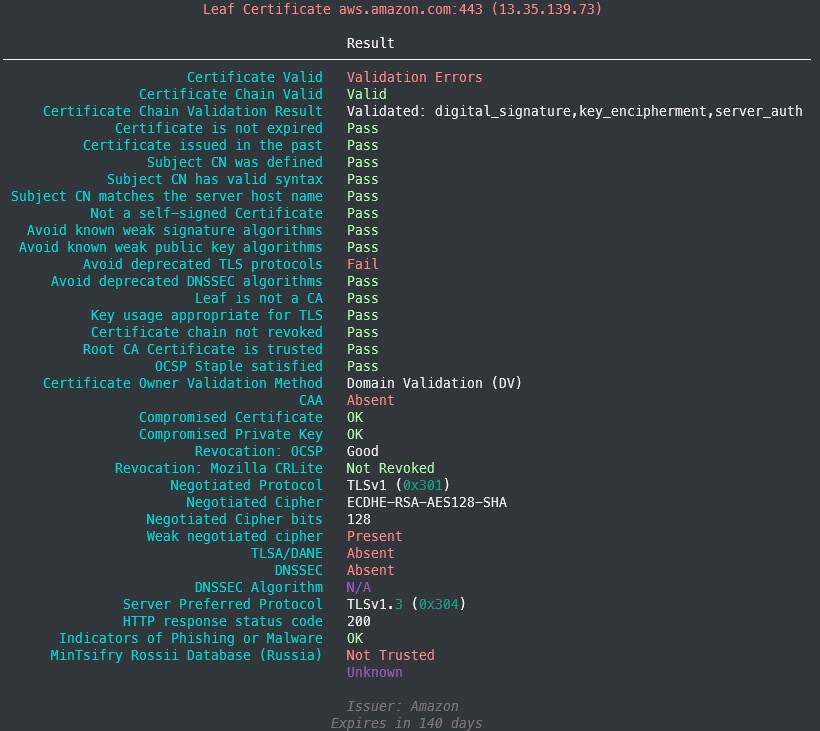 Leaf Certificate aws.amazon.com:443 (13.35.139.73)
Result
Certificate Valid Validation Errors
Certificate Chain Valid Valid
Certificate Chain Validation Result Validated: digital_signature,key_encipherment,server_auth
Certificate is not expired Pass
Certificate issued in the past Pass
Subject CN was defined Pass
Subject CN has valid syntax Pass
Subject CN matches the server host name Pass
Not a self-signed Certificate Pass
Avoid known weak signature algorithms Pass
Avoid known weak public key algorithms Pass
Avoid deprecated TLS protocols Fail
Avoid deprecated DNSSEC algorithms Pass
Leaf is not a CA Pass
Key usage appropriate for TLS Pass
Certificate chain not revoked Pass
Root CA Certificate is trusted Pass
OCSP Staple satisfied Pass
Certificate Owner Validation Method Domain Validation (DV)
CAA Absent
Compromised Certificate OK
Compromised Private Key OK
Revocation: OCSP Good
Revocation: Mozilla CRLite Not Revoked
Negotiated Protocol TLSv1 (0x301)
Negotiated Cipher ECDHE-RSA-AES128-SHA
Negotiated Cipher bits 128
Weak negotiated cipher Present
TLSA/DANE Absent
DNSSEC Absent
DNSSEC Algorithm N/A
Server Preferred Protocol TLSv1.3 (0x304)
HTTP response status code 200
Indicators of Phishing or Malware OK
MinTsifry Rossii Database (Russia) Not Trusted
Unknown
Issuer: Amazon
Expires in 140 days